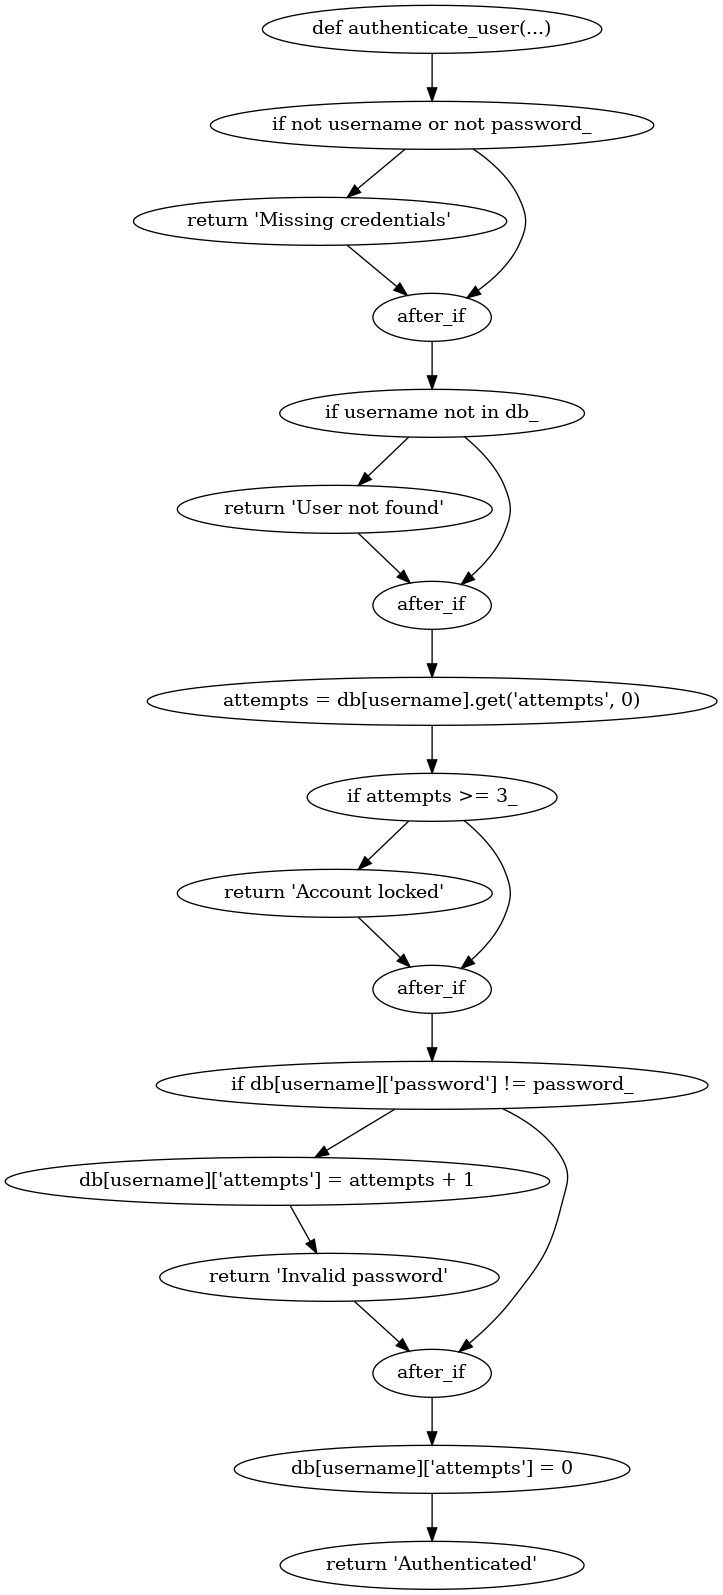 def authenticate_user(...)
if not username or not password_
return 'Missing credentials'
after_if
if username not in db_
return 'User not found'
after_if
attempts = db[username].get('attempts', 0)
if attempts >= 3_
return 'Account locked'
after_if
if db[username]['password'] != password_
db[username]['attempts'] = attempts + 1
return 'Invalid password'
after_if
db[username]['attempts'] = 0
return 'Authenticated'